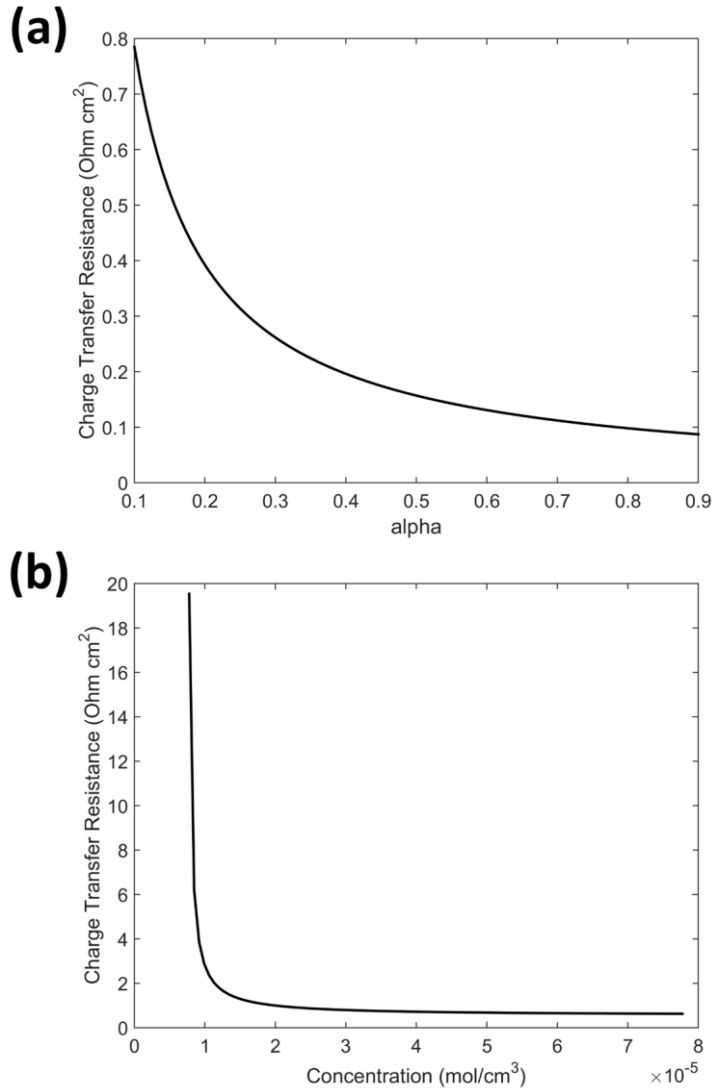 (a)
Charge Transfer Resistance (Ohm cm²)
0.8
0.7
0.6
0.5
0.4
0.3
0.2
0.1
0
0.1 0.2 0.3 0.4 0.5 0.6 0.7 0.8 0.9
alpha
(b)
Charge Transfer Resistance (Ohm cm²)
20
18
16
14
12
10
8
6
4
2
0
0 1 2 3 4 5 6 7 8
Concentration (mol/cm³)
×10⁻⁵